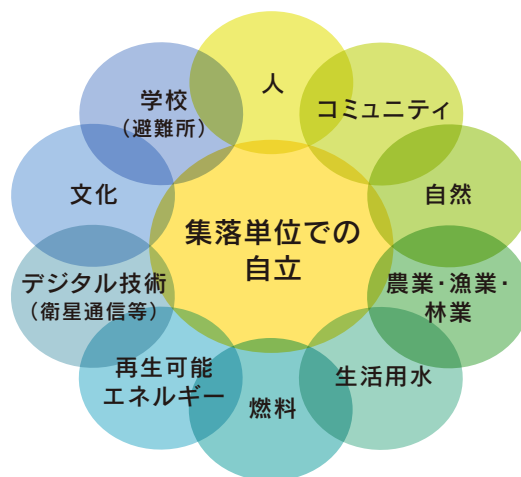 人
コミュニティ
自然
農業・漁業・
林業
生活用水
燃料
再生可能
エネルギー
デジタル技術
（衛星通信等）
文化
学校
（避難所）
集落単位での
自立